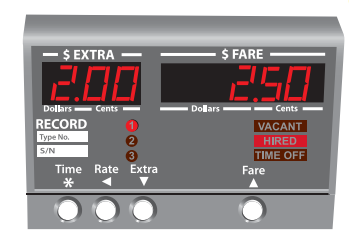 $ EXTRA
$ FARE
2.00
2.50
Dollars Cents
Dollars Cents
RECORD
Type No.
S/N
1
2
3
VACANT
HIRED
TIME OFF
Time
*
Rate
◄
Extra
▼
Fare
▲